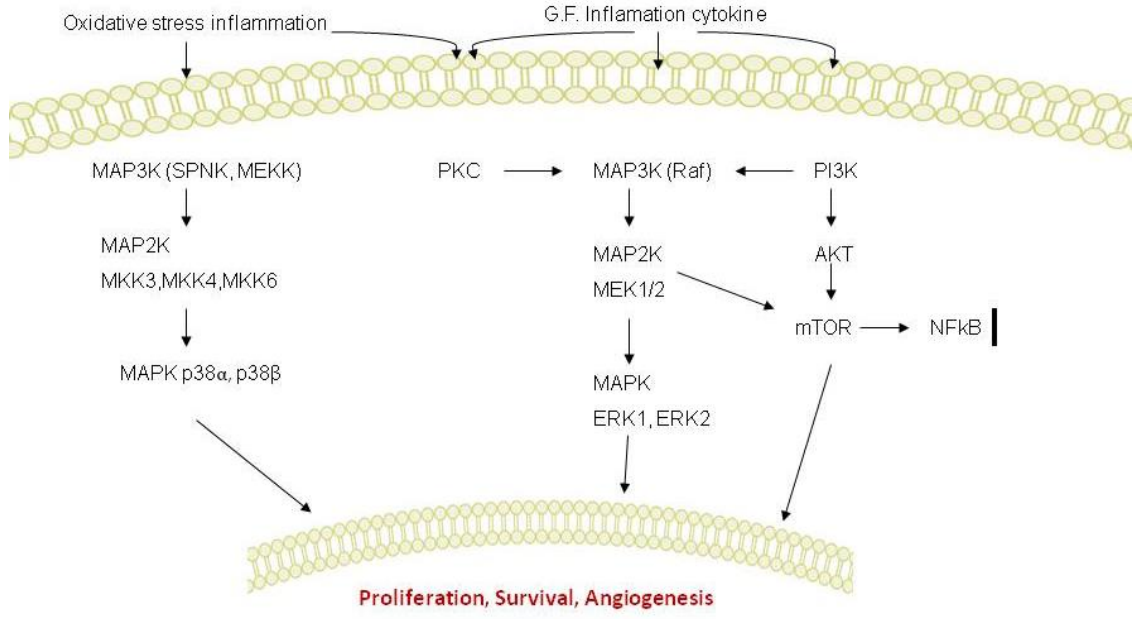 Oxidative stress inflammation
G.F. Inflamation cytokine
MAP3K (SPNK, MEKK)
PKC
MAP3K (Raf)
PI3K
MAP2K
MKK3,MKK4,MKK6
MAP2K
MEK1/2
AKT
mTOR
NFkB
MAPK p38α, p38β
MAPK
ERK1, ERK2
Proliferation, Survival, Angiogenesis